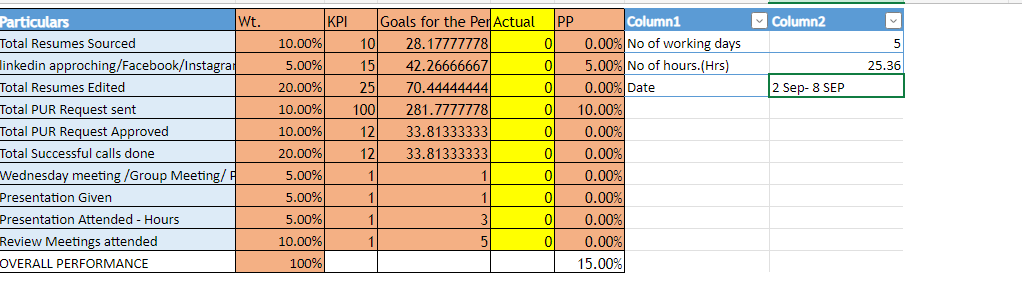 Particulars Wt. KPI Goals for the Per Actual PP Column1 Column2
Total Resumes Sourced 10.00% 10 28.17777778 0 0.00% No of working days 5
linkedin approching/Facebook/Instagrar 5.00% 15 42.26666667 0 5.00% No of hours.(Hrs) 25.36
Total Resumes Edited 20.00% 25 70.44444444 0 0.00% Date 2 Sep- 8 SEP
Total PUR Request sent 10.00% 100 281.7777778 0 10.00%
Total PUR Request Approved 10.00% 12 33.81333333 0 0.00%
Total Successful calls done 20.00% 12 33.81333333 0 0.00%
Wednesday meeting /Group Meeting/ P 5.00% 1 1 0 0.00%
Presentation Given 5.00% 1 1 0 0.00%
Presentation Attended - Hours 5.00% 1 3 0 0.00%
Review Meetings attended 10.00% 1 5 0 0.00%
OVERALL PERFORMANCE 100% 15.00%